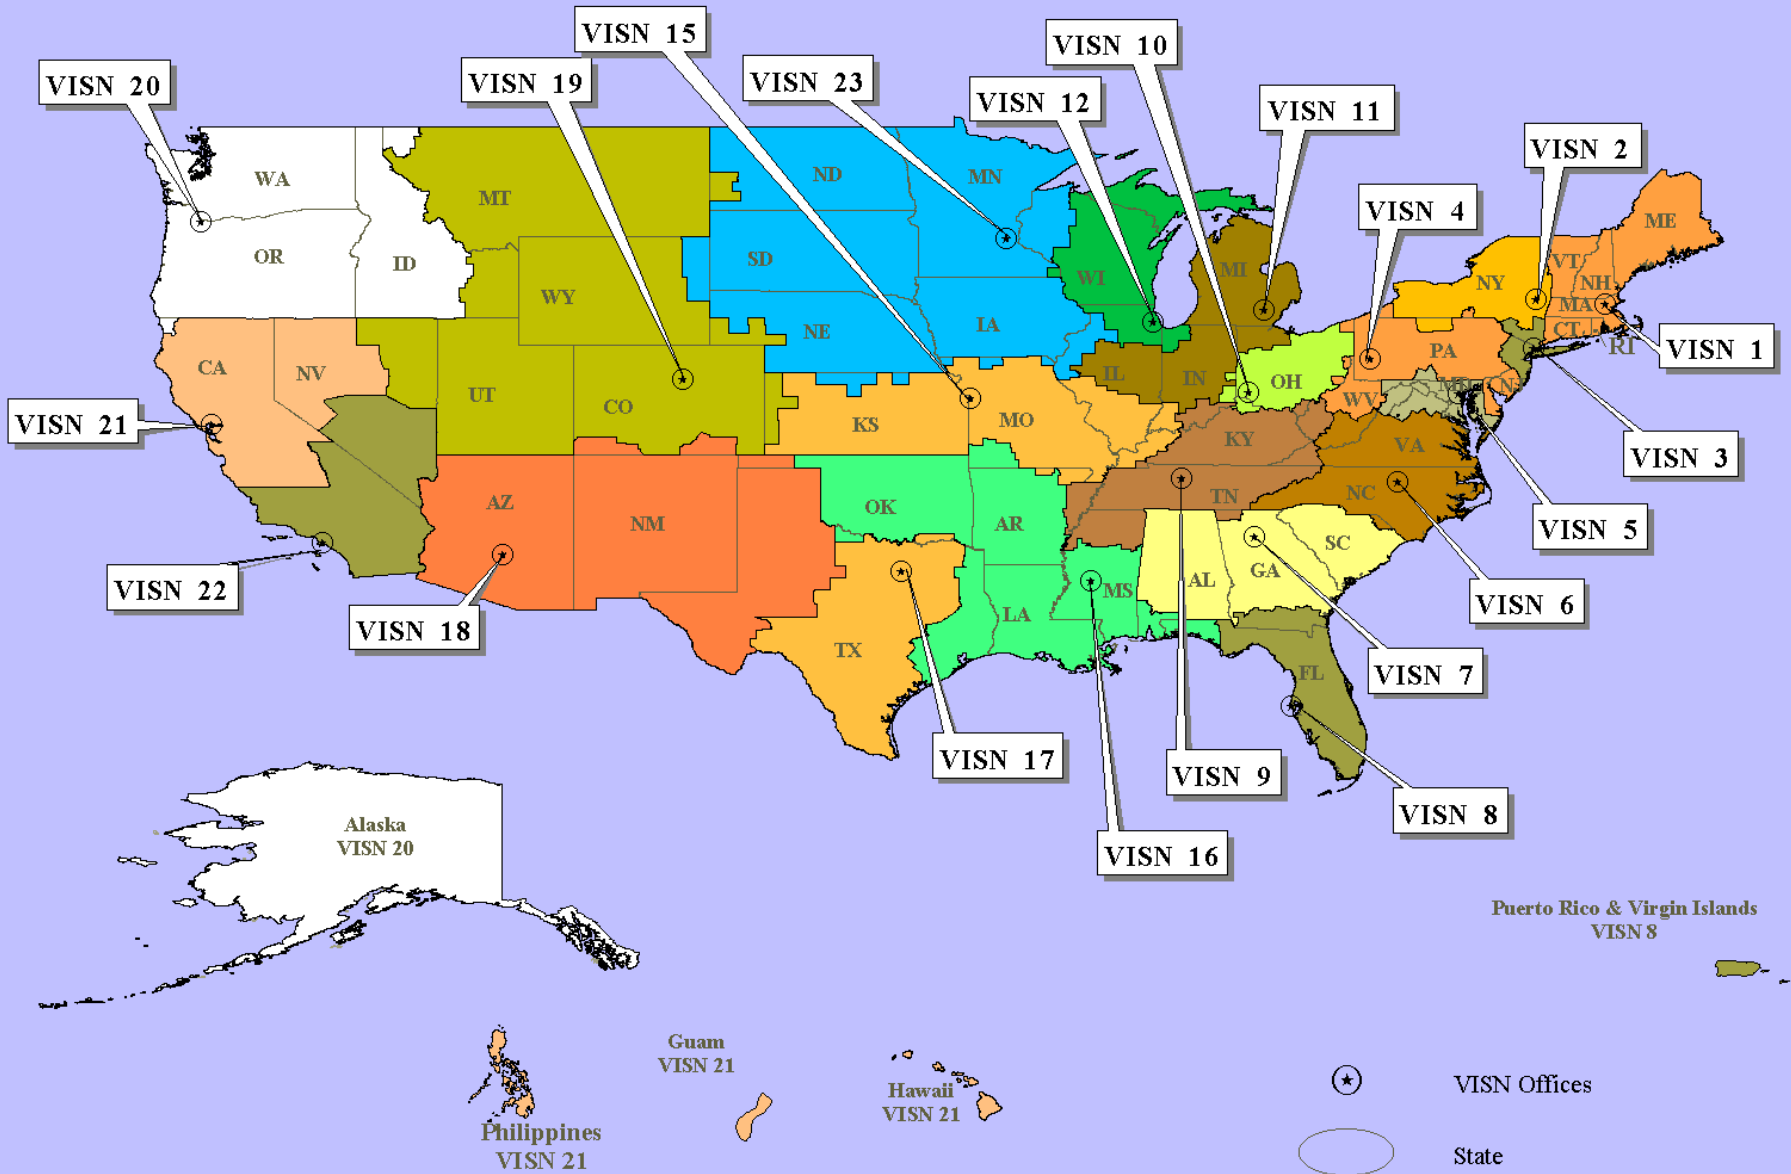 VISN 15
VISN 10
VISN 20
VISN 19
VISN 23
VISN 12
VISN 11
VISN 2
VISN 4
WA
MT
ND
MN
ME
OR
ID
SD
WI
MI
VT
NH
NY
MA
WY
NE
IA
CT
RI
VISN 1
PA
CA
NV
UT
CO
IL
IN
OH
MD
NJ
WV
VISN 21
KS
MO
KY
VA
VISN 3
AZ
NM
OK
AR
TN
NC
VISN 5
SC
VISN 22
AL
GA
MS
VISN 6
VISN 18
LA
TX
FL
VISN 7
VISN 17
VISN 9
VISN 8
VISN 16
Alaska
VISN 20
Puerto Rico & Virgin Islands
VISN 8
Guam
VISN 21
Hawaii
VISN 21
Philippines
VISN 21
VISN Offices
State